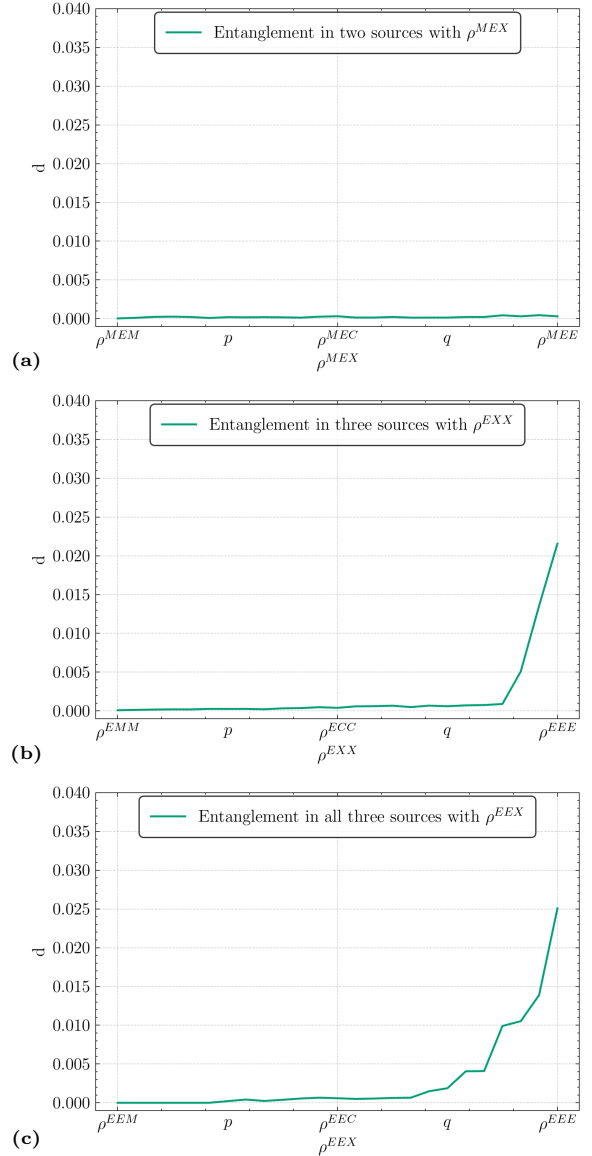 0.040
Entanglement in two sources with ρ^{MEX}
0.035
0.030
0.025
0.020
d
0.015
0.010
0.005
0.000
ρ^{MEM} p ρ^{MEC} q ρ^{MEE}
(a) ρ^{MEX}
0.040
Entanglement in three sources with ρ^{EXX}
0.035
0.030
0.025
0.020
d
0.015
0.010
0.005
0.000
ρ^{EMM} p ρ^{ECC} q ρ^{EEE}
(b) ρ^{EXX}
0.040
Entanglement in all three sources with ρ^{EEX}
0.035
0.030
0.025
0.020
d
0.015
0.010
0.005
0.000
ρ^{EEM} p ρ^{EEC} q ρ^{EEE}
(c) ρ^{EEX}